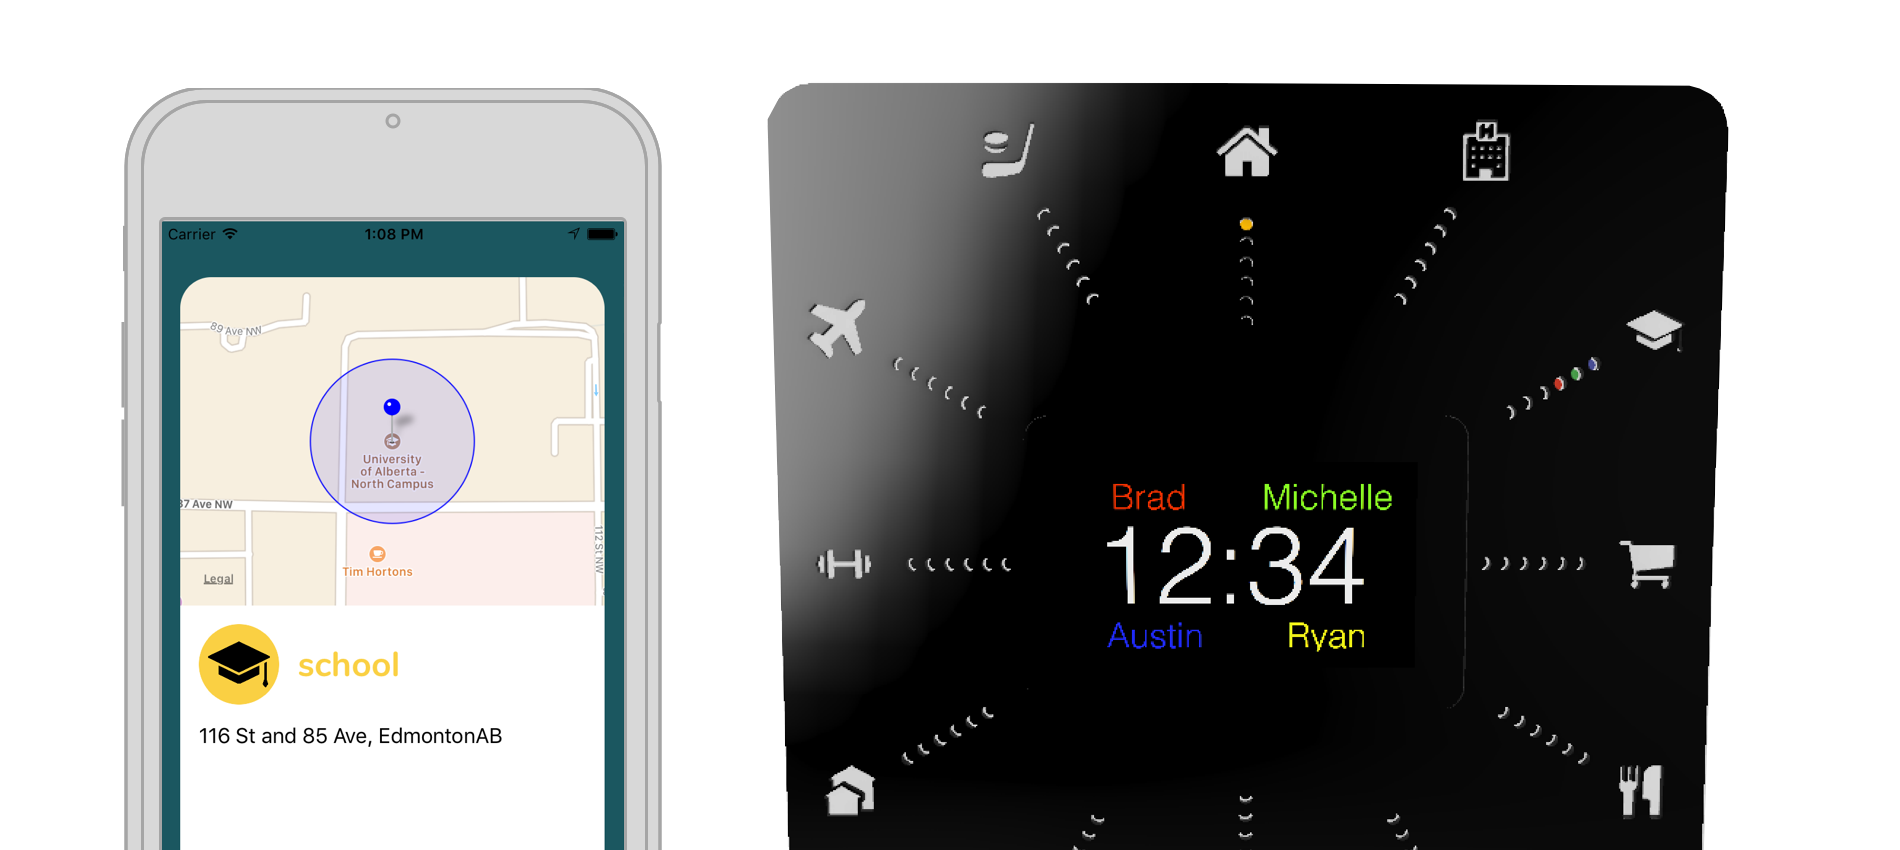 Carrier
1:08 PM
89 Ave NW
University
of Alberta -
North Campus
37 Ave NW
112 St NW
Tim Hortons
Legal
school
116 St and 85 Ave, EdmontonAB
H
Brad
Michelle
12:34
Austin
Ryan